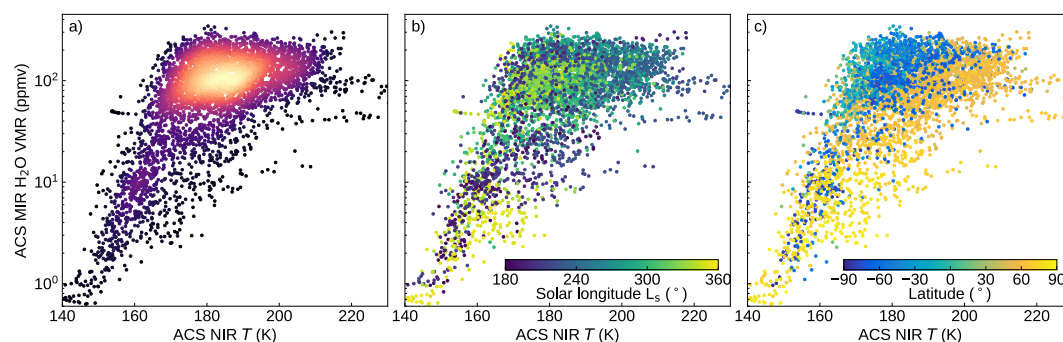 a)
b)
c)
ACS MIR H₂O VMR (ppmv)
10²
10¹
10⁰
180 240 300 360
Solar longitude Lₛ (°)
−90 −60 −30 0 30 60 90
Latitude (°)
140 160 180 200 220
140 160 180 200 220
140 160 180 200 220
ACS NIR T (K)
ACS NIR T (K)
ACS NIR T (K)